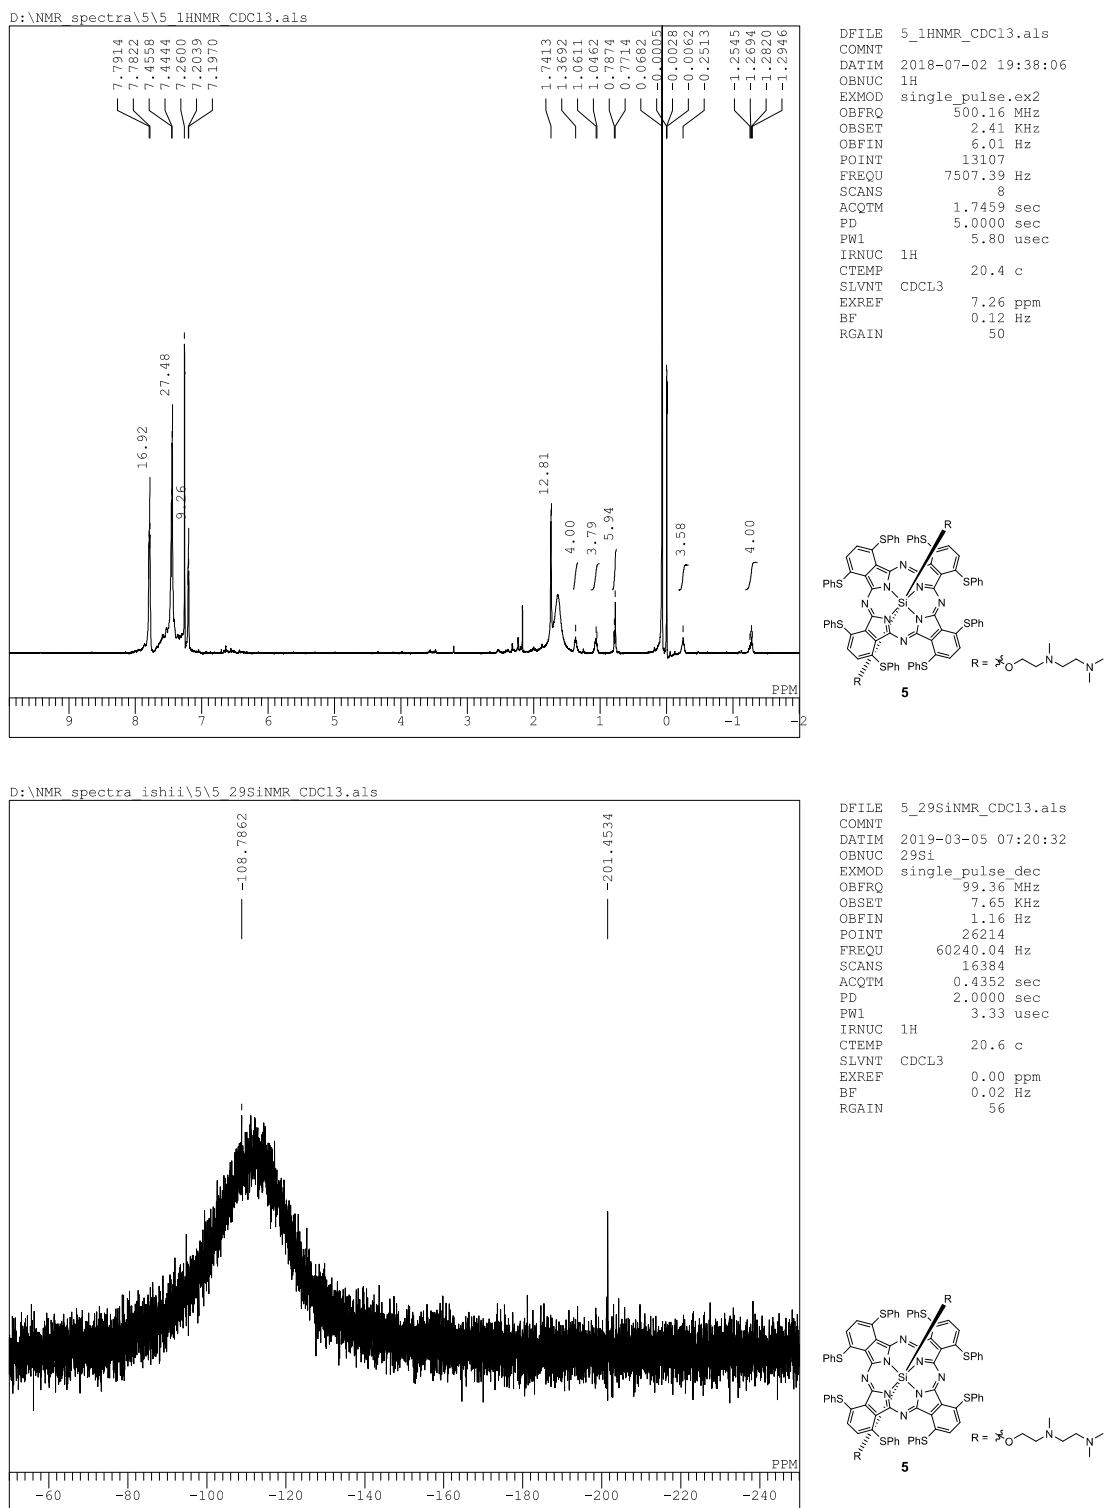 D:\NMR_spectra\5\5_1HNMR_CDCl3.als
7.7914
7.7822
7.4558
7.4444
7.2600
7.2039
7.1970
1.7413
1.3692
1.0611
1.0462
0.7874
0.7714
0.0682
-0.0005
-0.0028
-0.0062
-0.2513
-1.2545
-1.2694
-1.2820
-1.2946
16.92
27.48
9.26
12.81
4.00
3.79
5.94
3.58
4.00
PPM
9 8 7 6 5 4 3 2 1 0 -1 -2
DFILE 5_1HNMR_CDCl3.als
COMNT
DATIM 2018-07-02 19:38:06
OBNUC 1H
EXMOD single_pulse.ex2
OBFRQ 500.16 MHz
OBSET 2.41 KHz
OBFIN 6.01 Hz
POINT 13107
FREQU 7507.39 Hz
SCANS 8
ACQTM 1.7459 sec
PD 5.0000 sec
PW1 5.80 usec
IRNUC 1H
CTEMP 20.4 c
SLVNT CDCL3
EXREF 7.26 ppm
BF 0.12 Hz
RGAIN 50
R
SPh PhS
N
PhS SPh
N N N
N Si N
N N
PhS N SPh
SPh PhS
R
R = O N N
5
D:\NMR_spectra_ishii\5\5_29SiNMR_CDCl3.als
-108.7862
-201.4534
PPM
-60 -80 -100 -120 -140 -160 -180 -200 -220 -240
DFILE 5_29SiNMR_CDCl3.als
COMNT
DATIM 2019-03-05 07:20:32
OBNUC 29Si
EXMOD single_pulse_dec
OBFRQ 99.36 MHz
OBSET 7.65 KHz
OBFIN 1.16 Hz
POINT 26214
FREQU 60240.04 Hz
SCANS 16384
ACQTM 0.4352 sec
PD 2.0000 sec
PW1 3.33 usec
IRNUC 1H
CTEMP 20.6 c
SLVNT CDCL3
EXREF 0.00 ppm
BF 0.02 Hz
RGAIN 56
R
SPh PhS
N
PhS SPh
N N N
N Si N
N N
PhS N SPh
SPh PhS
R
R = O N N
5